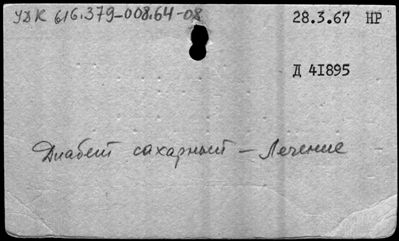 УДК 616.379-008.64-08
28.3.67 НР
Д 41895
Диабет сахарный — Лечение